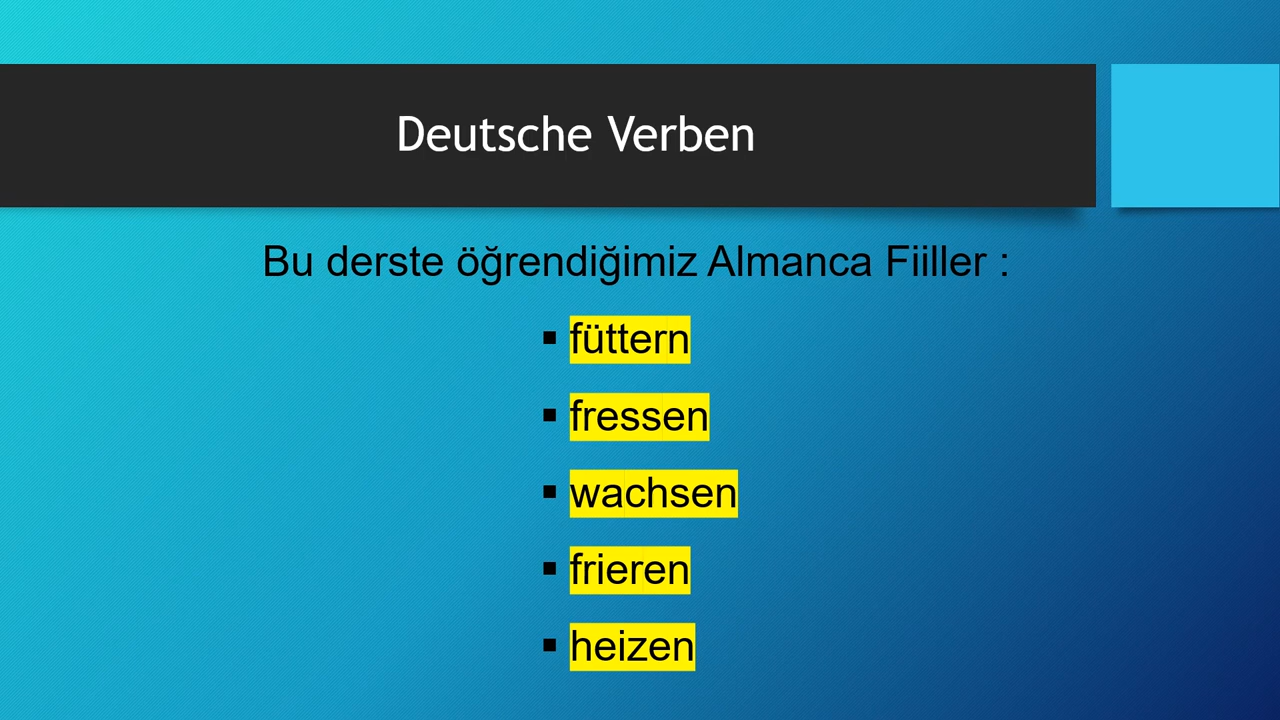 Deutsche Verben
Bu derste öğrendiğimiz Almanca Fiiller :
▪ füttern
▪ fressen
▪ wachsen
▪ frieren
▪ heizen